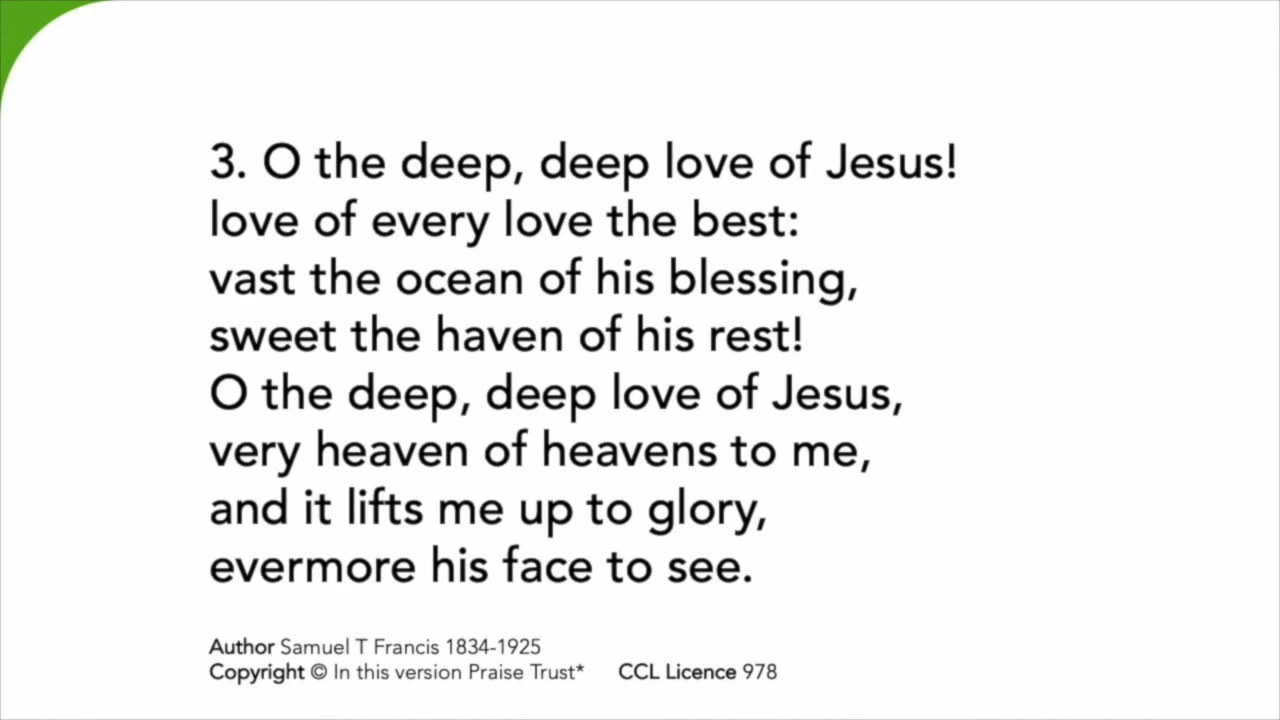 3. O the deep, deep love of Jesus!
love of every love the best:
vast the ocean of his blessing,
sweet the haven of his rest!
O the deep, deep love of Jesus,
very heaven of heavens to me,
and it lifts me up to glory,
evermore his face to see.
Author Samuel T Francis 1834-1925
Copyright © In this version Praise Trust* CCL Licence 978